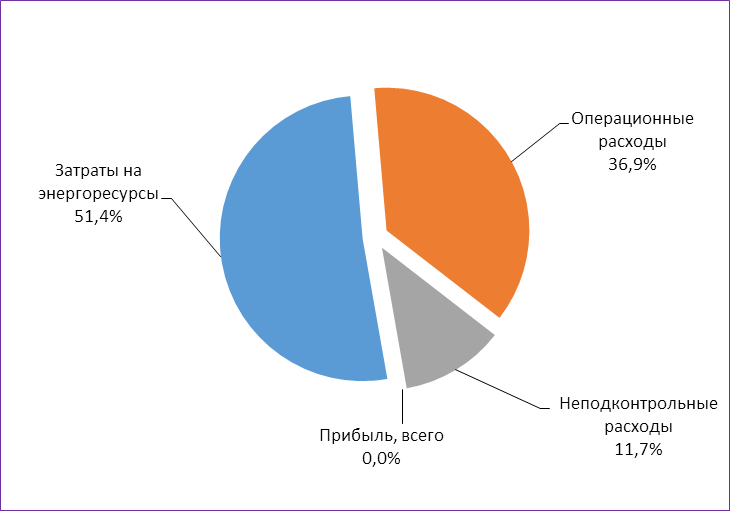 Операционные
расходы
36,9%
Затраты на
энергоресурсы
51,4%
Неподконтрольные
расходы
11,7%
Прибыль, всего
0,0%